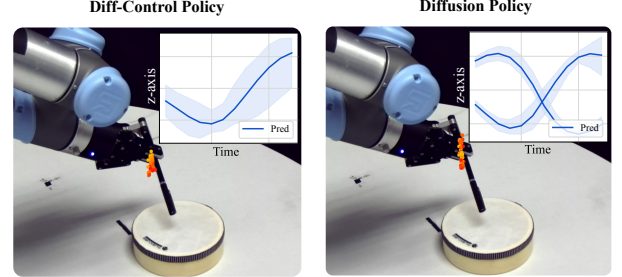 Diff-Control Policy
Diffusion Policy
z-axis
Pred
Time
z-axis
Pred
Time